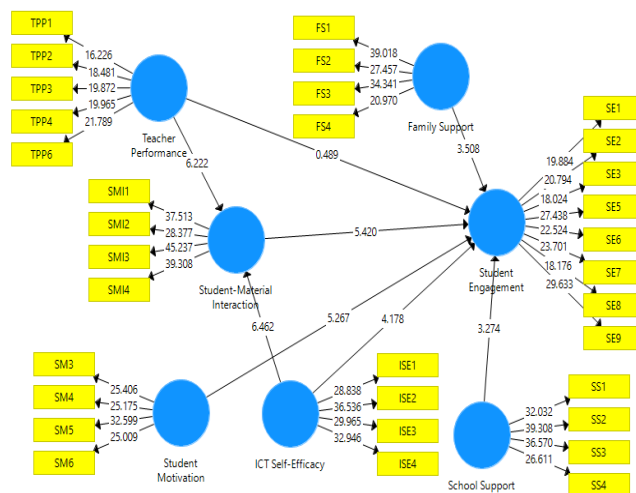 TPP1
TPP2
TPP3
TPP4
TPP6
16.226
18.481
19.872
19.965
21.789
Teacher
Performance
6.222
0.489
FS1
FS2
FS3
FS4
39.018
27.457
34.341
20.970
Family Support
3.508
SE1
SE2
SE3
SE5
SE6
SE7
SE8
SE9
19.884
20.794
18.024
27.438
22.524
23.701
18.176
29.633
Student
Engagement
SMI1
SMI2
SMI3
SMI4
37.513
28.377
45.237
39.308
Student-Material
Interaction
5.420
5.267
4.178
6.462
3.274
SM3
SM4
SM5
SM6
25.406
25.175
32.599
25.009
Student
Motivation
ISE1
ISE2
ISE3
ISE4
28.838
36.536
29.965
32.946
ICT Self-Efficacy
SS1
SS2
SS3
SS4
32.032
39.308
36.570
26.611
School Support